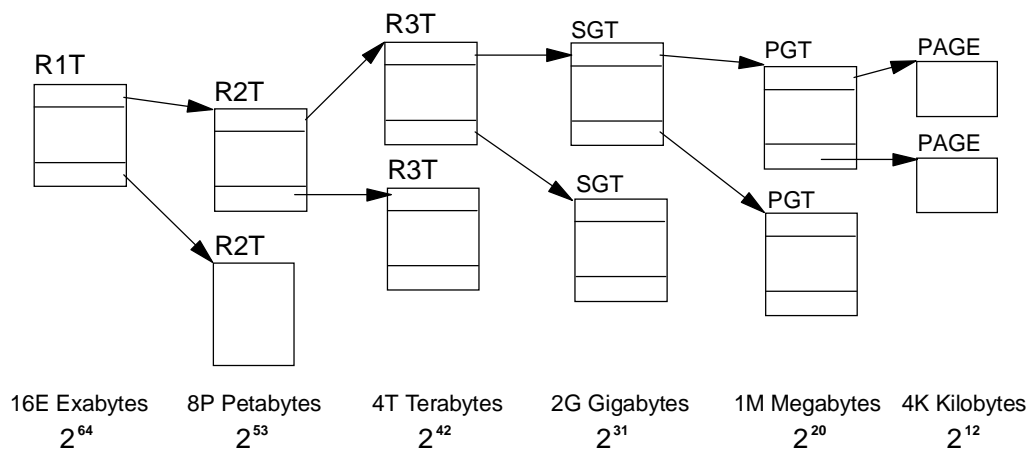 R1T
R2T
R2T
R3T
R3T
SGT
SGT
PGT
PGT
PAGE
PAGE
16E Exabytes 8P Petabytes 4T Terabytes 2G Gigabytes 1M Megabytes 4K Kilobytes
2^64 2^53 2^42 2^31 2^20 2^12